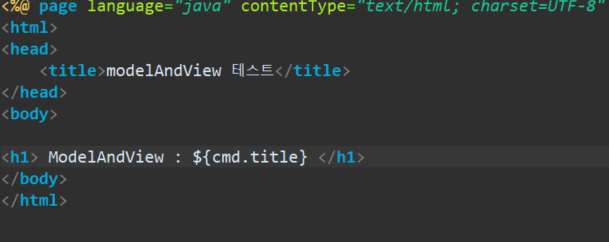 <%@ page language="java" contentType="text/html; charset=UTF-8"
<html>
<head>
<title>modelAndView 테스트</title>
</head>
<body>
<h1> ModelAndView : ${cmd.title} </h1>
</body>
</html>